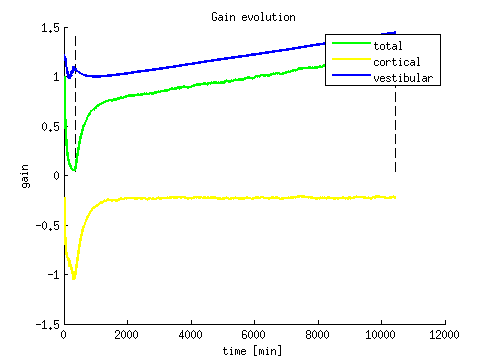 Gain evolution
1.5
1
0.5
0
-0.5
-1
-1.5
gain
0 2000 4000 6000 8000 10000 12000
time [min]
total
cortical
vestibular